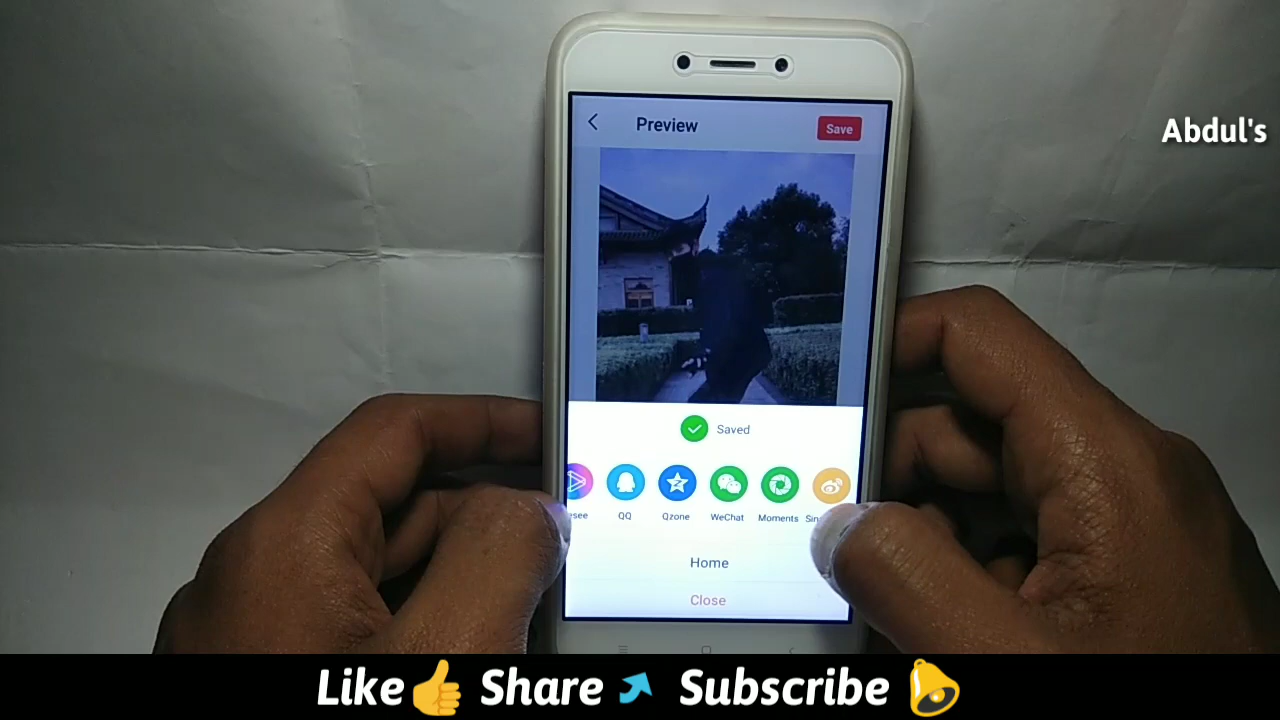 Abdul's
Preview
Save
Saved
QQ
Qzone
WeChat
Moments
Home
Close
Like Share Subscribe